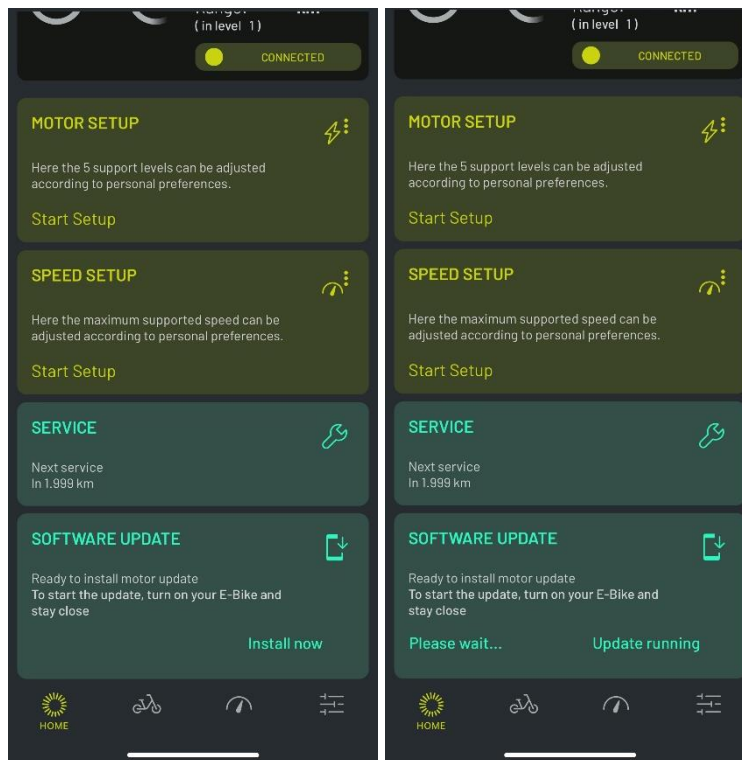 ( in level 1 )
CONNECTED
MOTOR SETUP
Here the 5 support levels can be adjusted
according to personal preferences.
Start Setup
SPEED SETUP
Here the maximum supported speed can be
adjusted according to personal preferences.
Start Setup
SERVICE
Next service
In 1.999 km
SOFTWARE UPDATE
Ready to install motor update
To start the update, turn on your E-Bike and
stay close
Install now
HOME
( in level 1 )
CONNECTED
MOTOR SETUP
Here the 5 support levels can be adjusted
according to personal preferences.
Start Setup
SPEED SETUP
Here the maximum supported speed can be
adjusted according to personal preferences.
Start Setup
SERVICE
Next service
In 1.999 km
SOFTWARE UPDATE
Ready to install motor update
To start the update, turn on your E-Bike and
stay close
Please wait... Update running
HOME